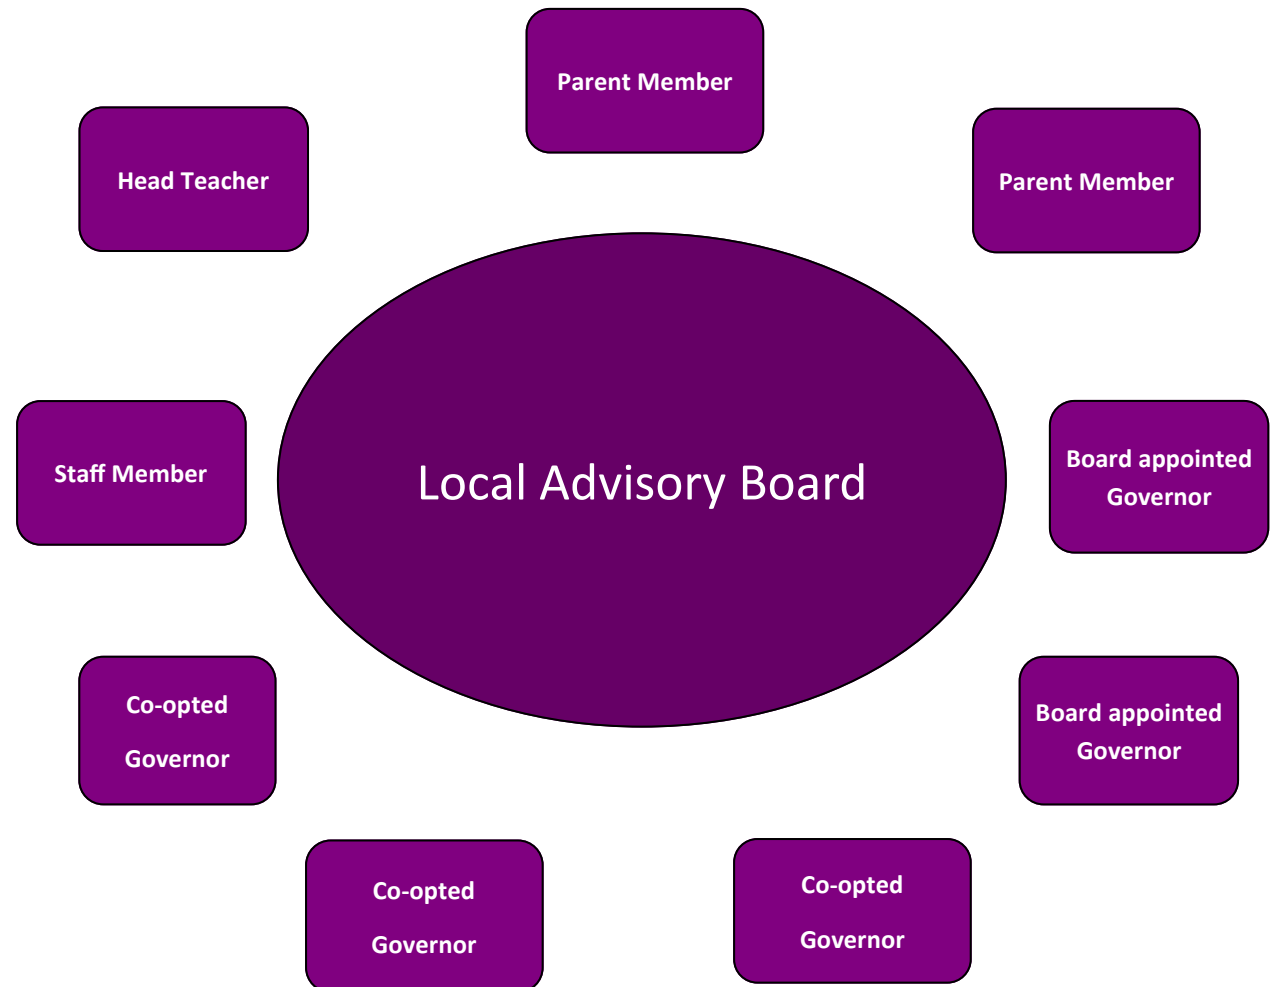 Parent Member
Head Teacher
Parent Member
Local Advisory Board
Staff Member
Board appointed
Governor
Co-opted
Governor
Board appointed
Governor
Co-opted
Governor
Co-opted
Governor